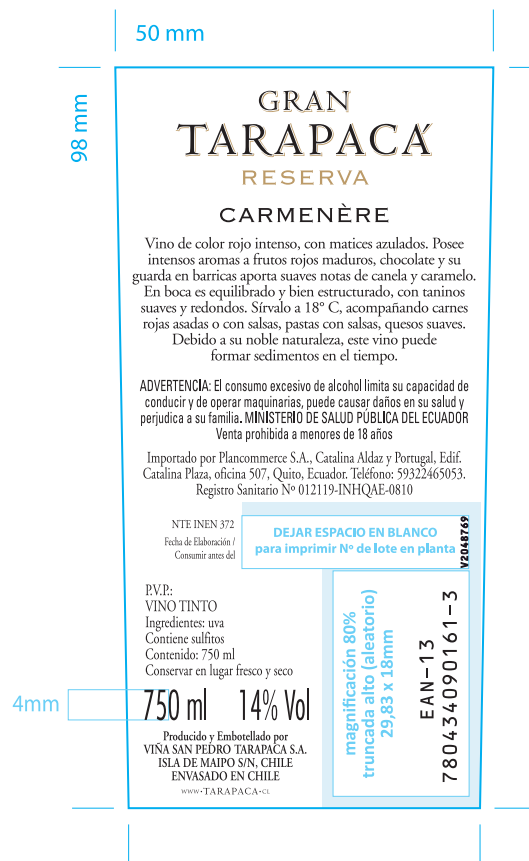 50 mm
98 mm
GRAN
TARAPACÁ
RESERVA
CARMENÈRE
Vino de color rojo intenso, con matices azulados. Posee
intensos aromas a frutos rojos maduros, chocolate y su
guarda en barricas aporta suaves notas de canela y caramelo.
En boca es equilibrado y bien estructurado, con taninos
suaves y redondos. Sírvalo a 18° C, acompañando carnes
rojas asadas o con salsas, pastas con salsas, quesos suaves.
Debido a su noble naturaleza, este vino puede
formar sedimentos en el tiempo.
ADVERTENCIA: El consumo excesivo de alcohol limita su capacidad de
conducir y de operar maquinarias, puede causar daños en su salud y
perjudica a su familia. MINISTERIO DE SALUD PÚBLICA DEL ECUADOR
Venta prohibida a menores de 18 años
Importado por Plancommerce S.A., Catalina Aldaz y Portugal, Edif.
Catalina Plaza, oficina 507, Quito, Ecuador. Teléfono: 59322465053.
Registro Sanitario Nº 012119-INHQAE-0810
NTE INEN 372
Fecha de Elaboración /
Consumir antes del
DEJAR ESPACIO EN BLANCO
para imprimir Nº de lote en planta
V2048769
P.V.P.:
VINO TINTO
Ingredientes: uva
Contiene sulfitos
Contenido: 750 ml
Conservar en lugar fresco y seco
4mm
750 ml 14% Vol
Producido y Embotellado por
VIÑA SAN PEDRO TARAPACA S.A.
ISLA DE MAIPO S/N, CHILE
ENVASADO EN CHILE
WWW·TARAPACA·CL
magnificación 80%
truncada alto (aleatorio)
29,83 x 18mm
EAN-13
7804340901613